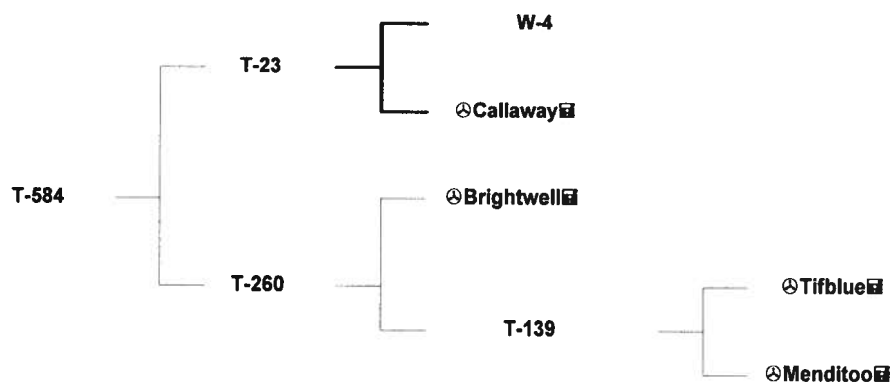 W-4
T-23
Callaway
T-584
Brightwell
T-260
Tifblue
T-139
Menditoo